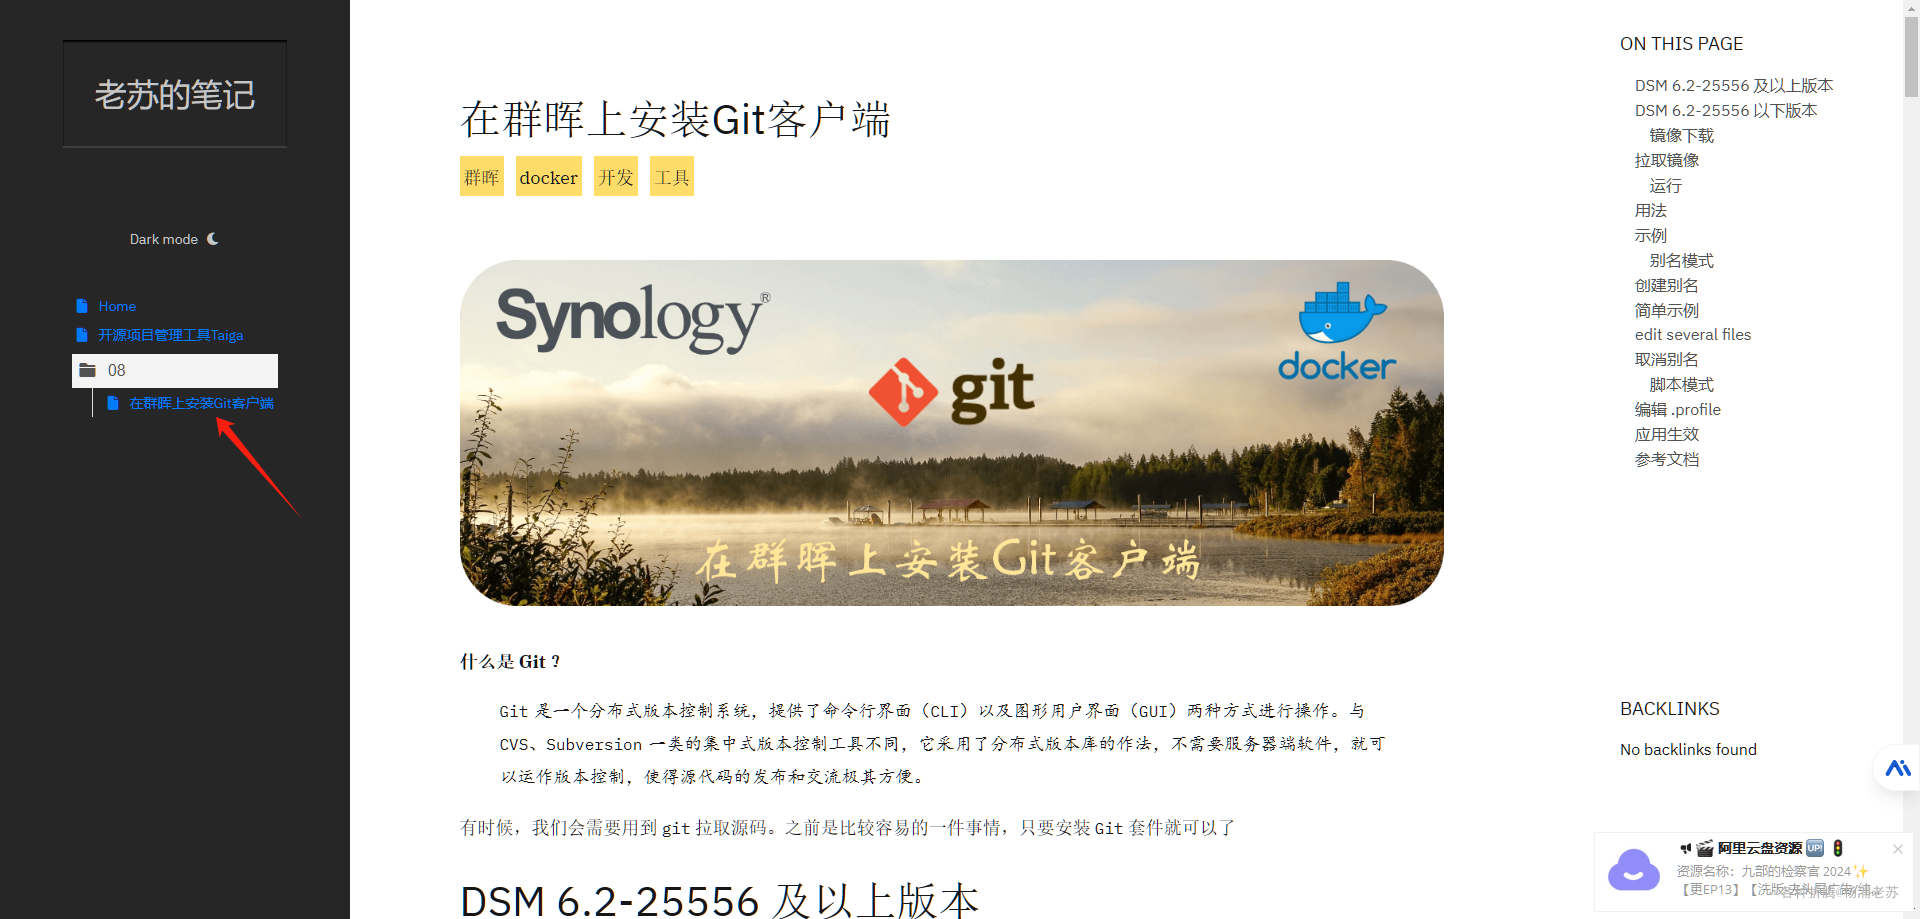 老苏的笔记
Dark mode
Home
开源项目管理工具Taiga
08
在群晖上安装Git客户端
在群晖上安装Git客户端
群晖 docker 开发 工具
Synology®
docker
git
在群晖上安装Git客户端
什么是 Git ？
Git 是一个分布式版本控制系统，提供了命令行界面（CLI）以及图形用户界面（GUI）两种方式进行操作。与
CVS、Subversion 一类的集中式版本控制工具不同，它采用了分布式版本库的作法，不需要服务器端软件，就可
以运作版本控制，使得源代码的发布和交流极其方便。
有时候，我们会需要用到 git 拉取源码。之前是比较容易的一件事情，只要安装 Git 套件就可以了
DSM 6.2-25556 及以上版本
ON THIS PAGE
DSM 6.2-25556 及以上版本
DSM 6.2-25556 以下版本
镜像下载
拉取镜像
运行
用法
示例
别名模式
创建别名
简单示例
edit several files
取消别名
脚本模式
编辑 .profile
应用生效
参考文档
BACKLINKS
No backlinks found
阿里云盘资源 UP!
资源名称：九部的检察官 2024
【更EP13】【洗版